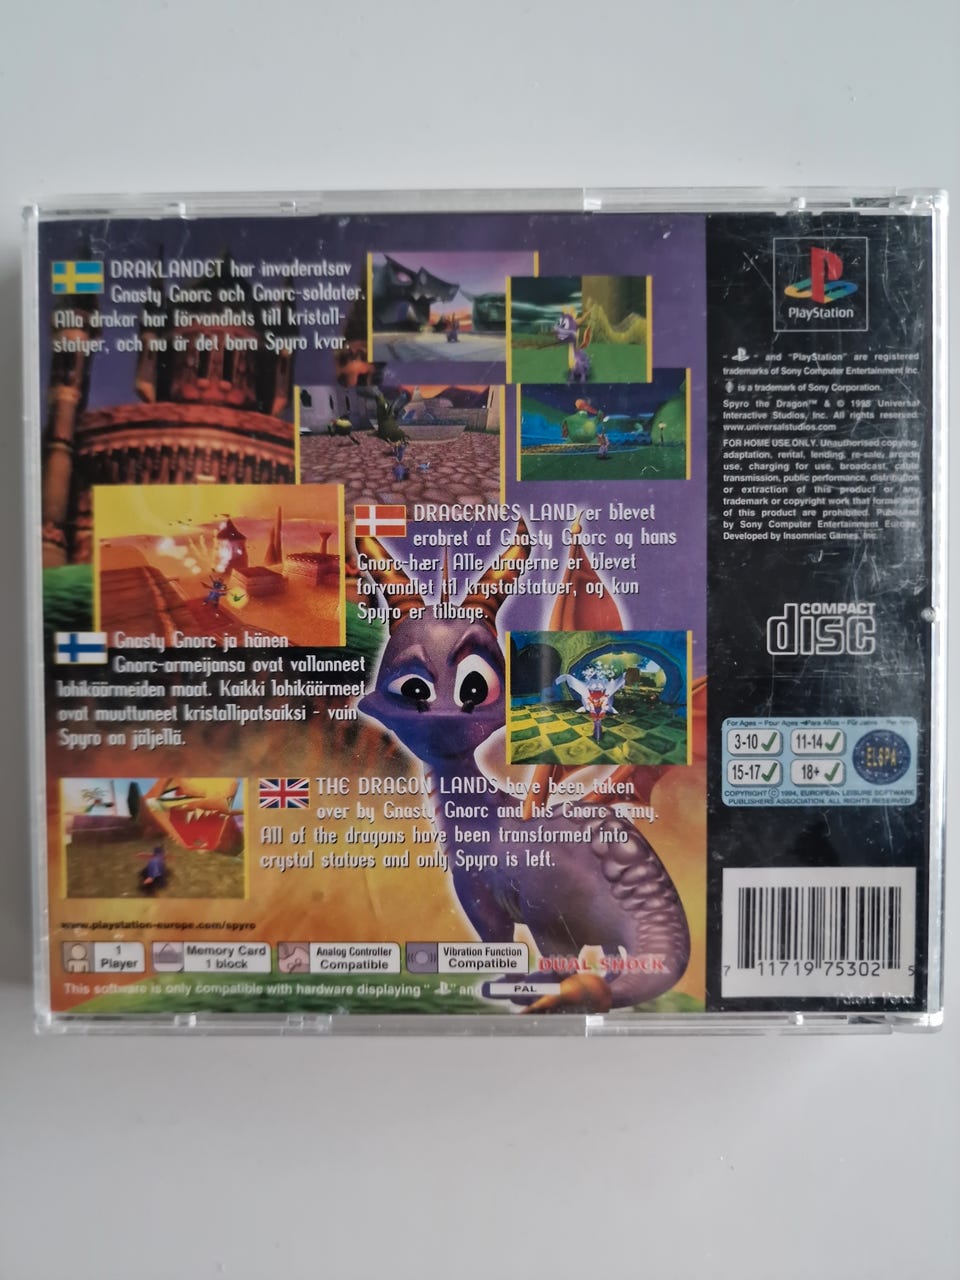 DRAKLANDET har invaderatsav
Gnasty Gnorc och Gnorc-soldater.
Alla drakar har förvandlats till kristall-
statyer, och nu är det bara Spyro kvar.
DRAGERNES LAND er blevet
erobret af Gnasty Gnorc og hans
Gnorc-hær. Alle dragerne er blevet
forvandlet til krystalstatuer, og kun
Spyro er tilbage.
Gnasty Gnorc ja hänen
Gnorc-armeijansa ovat vallanneet
lohikäärmeiden maat. Kaikki lohikäärmeet
ovat muuttuneet kristallipatsaiksi - vain
Spyro on jäljellä.
THE DRAGON LANDS have been taken
over by Gnasty Gnorc and his Gnorc army.
All of the dragons have been transformed into
crystal statues and only Spyro is left.
www.playstation-europe.com/spyro
1
Player
Memory Card
1 block
Analog Controller
Compatible
Vibration Function
Compatible
DUAL SHOCK
This software is only compatible with hardware displaying " " and
PAL
PlayStation
" " and "PlayStation" are registered
trademarks of Sony Computer Entertainment Inc.
is a trademark of Sony Corporation.
Spyro the Dragon™ & © 1998 Universal
Interactive Studios, Inc. All rights reserved.
www.universalstudios.com
FOR HOME USE ONLY. Unauthorised copying,
adaptation, rental, lending, re-sale, arcade
use, charging for use, broadcast, cable
transmission, public performance, distribution
or extraction of this product or any
trademark or copyright work that forms part
of this product are prohibited. Published
by Sony Computer Entertainment Europe.
Developed by Insomniac Games, Inc.
COMPACT
disc
For Ages - Pour Ages - Para Años - Für Jahre - Per
3-10 ✓ 11-14 ✓
15-17 ✓ 18+ ✓
ELSPA
COPYRIGHT © 1994, EUROPEAN LEISURE SOFTWARE
PUBLISHERS ASSOCIATION. ALL RIGHTS RESERVED
7 11719 75302 5
Patent Pend